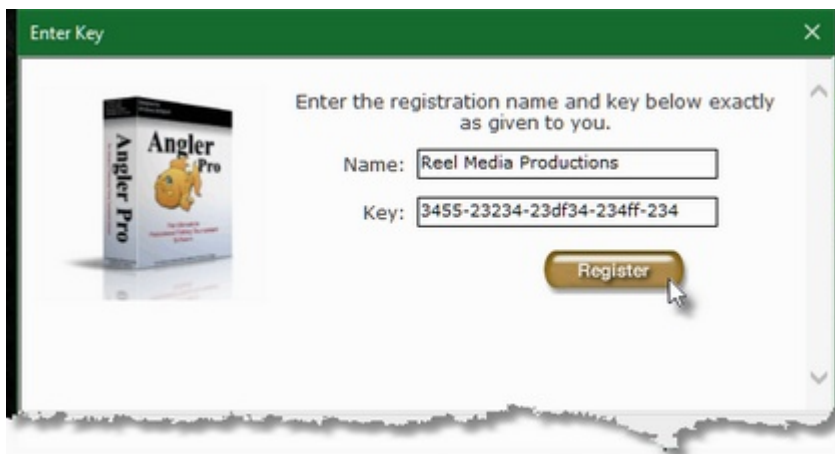 Enter Key
Enter the registration name and key below exactly
as given to you.
Name: Reel Media Productions
Key: 3455-23234-23df34-234ff-234
Register
Angler
Pro
Angler Pro